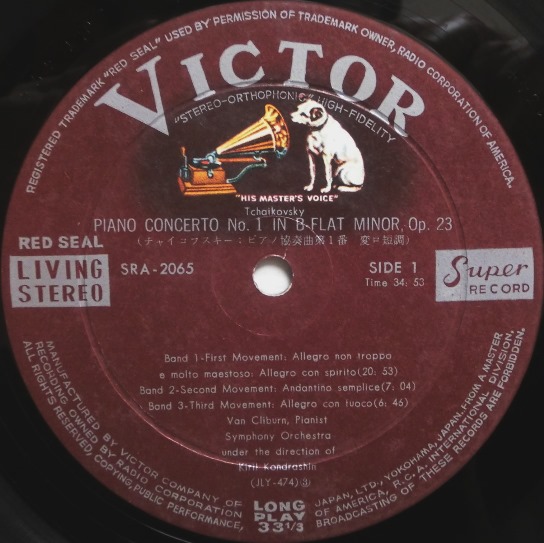 REGISTERED TRADEMARK "RED SEAL" USED BY PERMISSION OF TRADEMARK OWNER, RADIO CORPORATION OF AMERICA.
VICTOR
"STEREO-ORTHOPHONIC" HIGH-FIDELITY
"HIS MASTER'S VOICE"
Tchaikovsky
PIANO CONCERTO No. 1 IN B-FLAT MINOR, Op. 23
(チャイコフスキー:ピアノ協奏曲第1番 変ロ短調)
RED SEAL
LIVING
STEREO
SRA-2065
SIDE 1
Time 34: 53
Super
RECORD
Band 1-First Movement: Allegro non troppo
e molto maestoso: Allegro con spirito(20: 53)
Band 2-Second Movement: Andantino semplice(7: 04)
Band 3-Third Movement: Allegro con fuoco(6: 46)
Van Cliburn, Pianist
Symphony Orchestra
under the direction of
Kiril Kondrashin
(JLY-474)③
LONG
PLAY
33 1/3
MANUFACTURED BY VICTOR COMPANY OF JAPAN, LTD., YOKOHAMA, JAPAN. FROM A MASTER
RECORDING OWNED BY RADIO CORPORATION OF AMERICA, R.C.A. INTERNATIONAL DIVISION.
ALL RIGHTS RESERVED, COPYING, PUBLIC PERFORMANCE, BROADCASTING OF THESE RECORDS ARE FORBIDDEN.